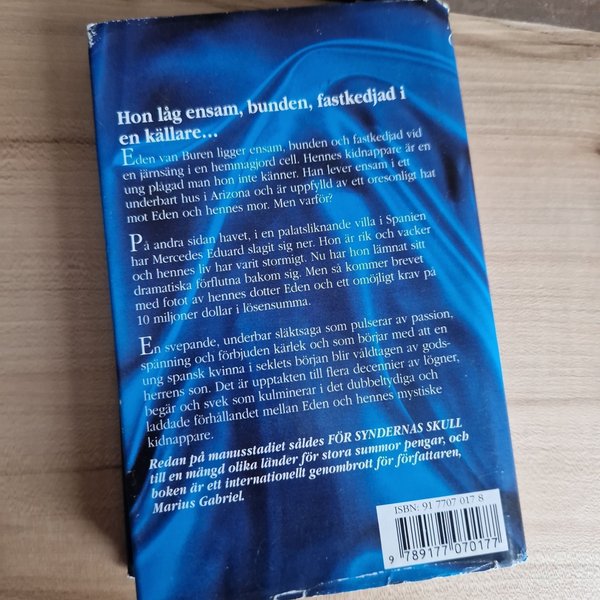 Hon låg ensam, bunden, fastkedjad i
en källare...
Eden van Buren ligger ensam, bunden och fastkedjad vid
en järnsäng i en hemmagjord cell. Hennes kidnappare är en
ung plågad man hon inte känner. Han lever ensam i ett
underbart hus i Arizona och är uppfylld av ett oresonligt hat
mot Eden och hennes mor. Men varför?
På andra sidan havet, i en palatsliknande villa i Spanien
har Mercedes Eduard slagit sig ner. Hon är rik och vacker
och hennes liv har varit stormigt. Nu har hon lämnat sitt
dramatiska förflutna bakom sig. Men så kommer brevet
med fotot av hennes dotter Eden och ett omöjligt krav pa
10 miljoner dollar i lösensumma.
En svepande, underbar släktsaga som pulserar av passion,
spänning och förbjuden kärlek och som börjar med att en
ung spansk kvinna i seklets början blir våldtagen av gods-
herrens son. Det är upptakten till flera decennier av lögner,
begär och svek som kulminerar i det dubbeltydiga och
laddade förhållandet mellan Eden och hennes mystiske
kidnappare.
Redan på manusstadiet såldes FÖR SYNDERNAS SKULL
till en mängd olika länder för stora summor pengar, och
boken är ett internationellt genombrott för författaren,
Marius Gabriel.
ISBN: 91 7707 017 8
9 789177 070177